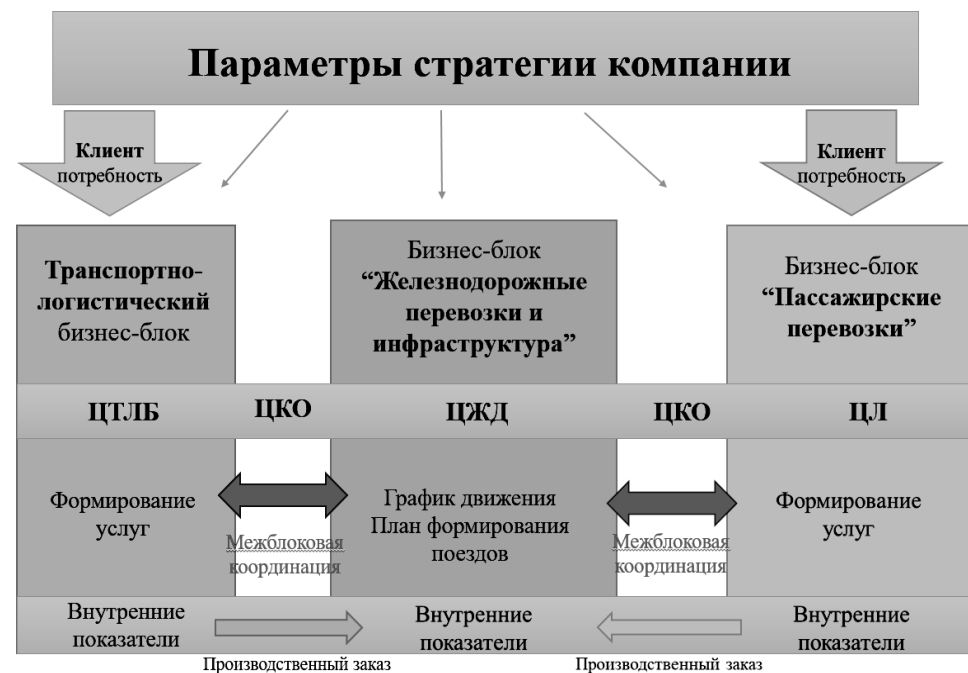 Параметры стратегии компании
Клиент
потребность
Клиент
потребность
Транспортно-
логистический
бизнес-блок
Бизнес-блок
“Железнодорожные
перевозки и
инфраструктура”
Бизнес-блок
“Пассажирские
перевозки”
ЦТЛБ
ЦКО
ЦЖД
ЦКО
ЦЛ
Формирование
услуг
Межблоковая
координация
График движения
План формирования
поездов
Межблоковая
координация
Формирование
услуг
Внутренние
показатели
Производственный заказ
Внутренние
показатели
Производственный заказ
Внутренние
показатели